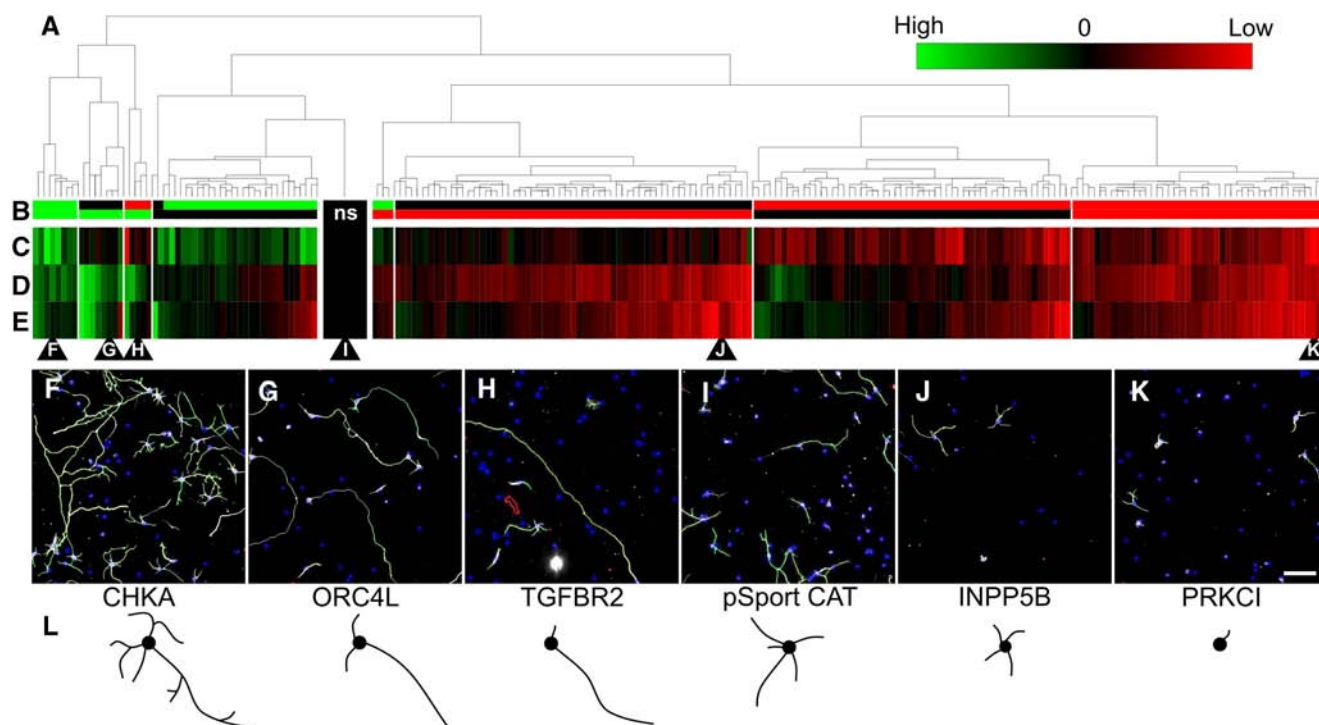 A
High 0 Low
B ns
C
D
E
F G H I J K
F G H I J K
CHKA ORC4L TGFBR2 pSport CAT INPP5B PRKCI
L